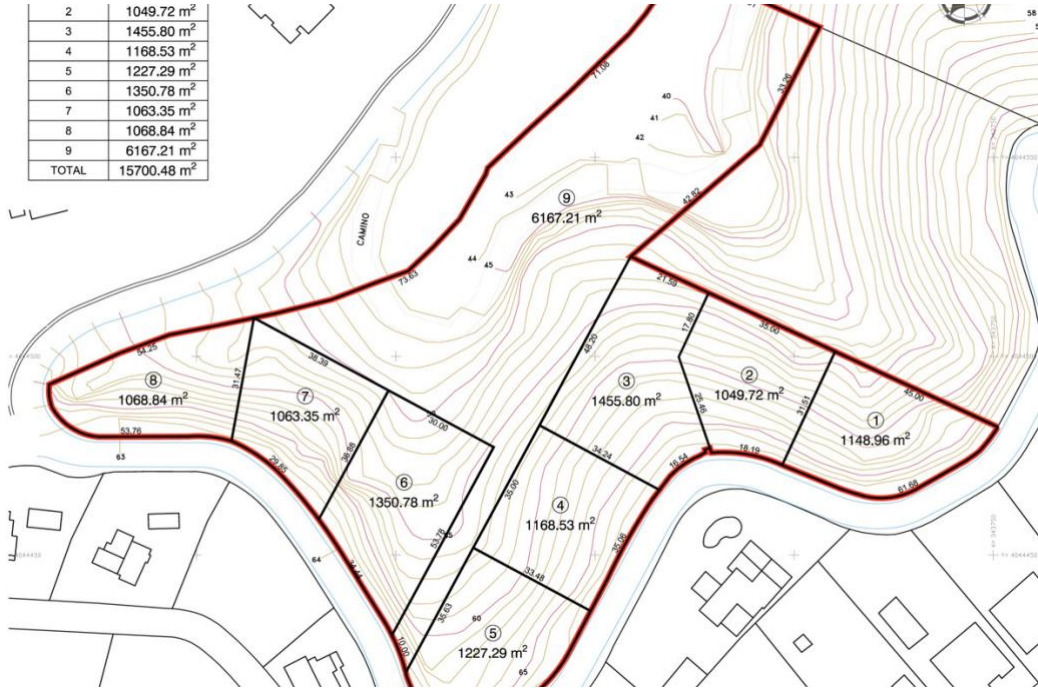 2 1049.72 m²
3 1455.80 m²
4 1168.53 m²
5 1227.29 m²
6 1350.78 m²
7 1063.35 m²
8 1068.84 m²
9 6167.21 m²
TOTAL 15700.48 m²
58
71.08
33.26
40
41
42
42.82
43
44
45
CAMINO
⑨
6167.21 m²
73.63
21.59
17.80
35.00
54.25
31.47
38.39
48.20
⑧
1068.84 m²
⑦
1063.35 m²
③
1455.80 m²
②
1049.72 m²
25.46
31.51
45.00
①
1148.96 m²
30.00
53.76
63
29.85
38.88
34.24
16.54
18.19
61.68
⑥
1350.78 m²
35.00
④
1168.53 m²
53.78
35.06
64
34.44
33.48
10.00
35.63
60
⑤
1227.29 m²
65